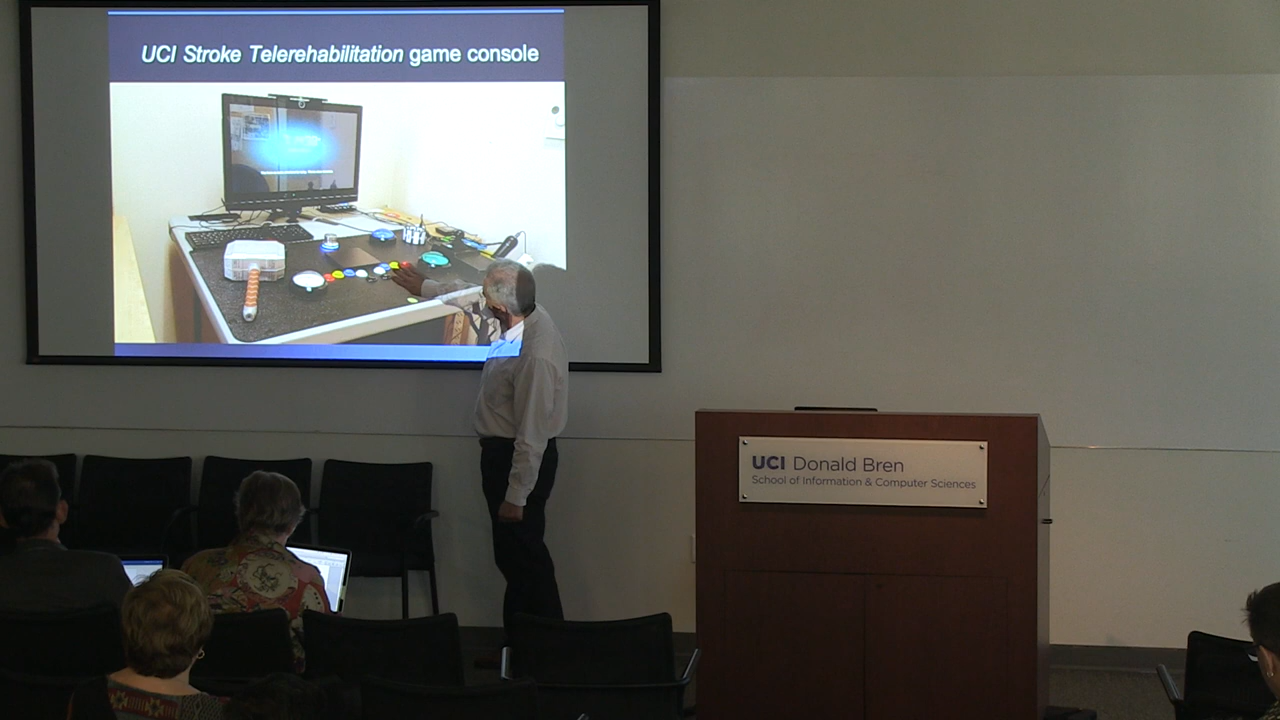 UCI Stroke Telerehabilitation game console
UCI Donald Bren
School of Information & Computer Sciences